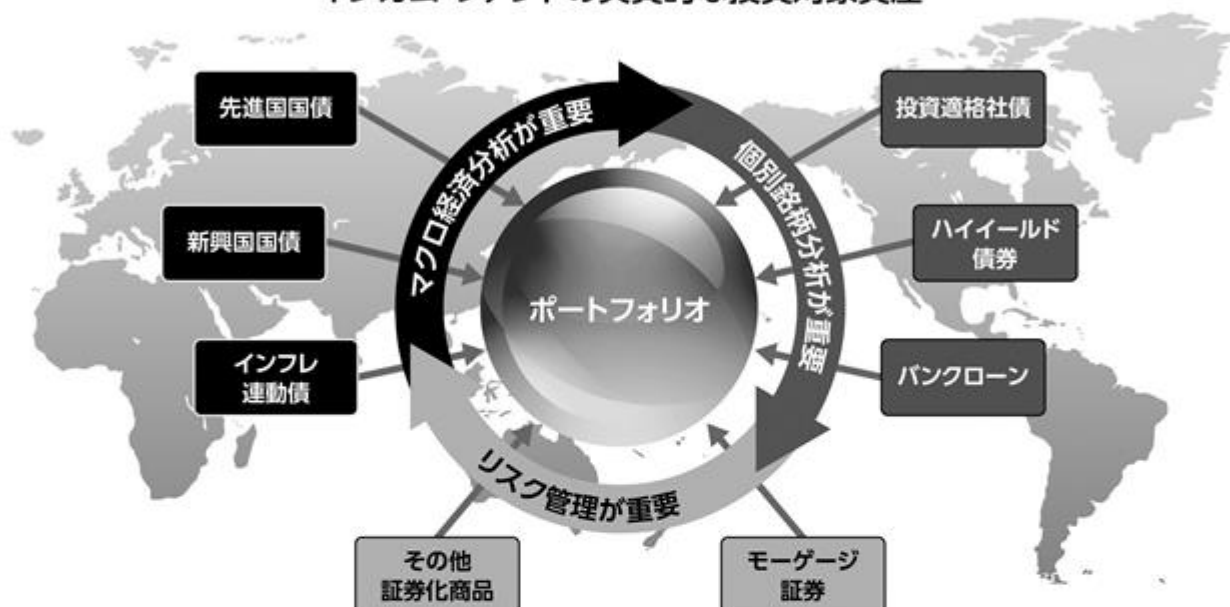 先進国国債
投資適格社債
マクロ経済分析が重要
個別銘柄分析が重要
新興国国債
ハイイールド
債券
ポートフォリオ
インフレ
連動債
バンクローン
リスク管理が重要
その他
証券化商品
モーゲージ
証券